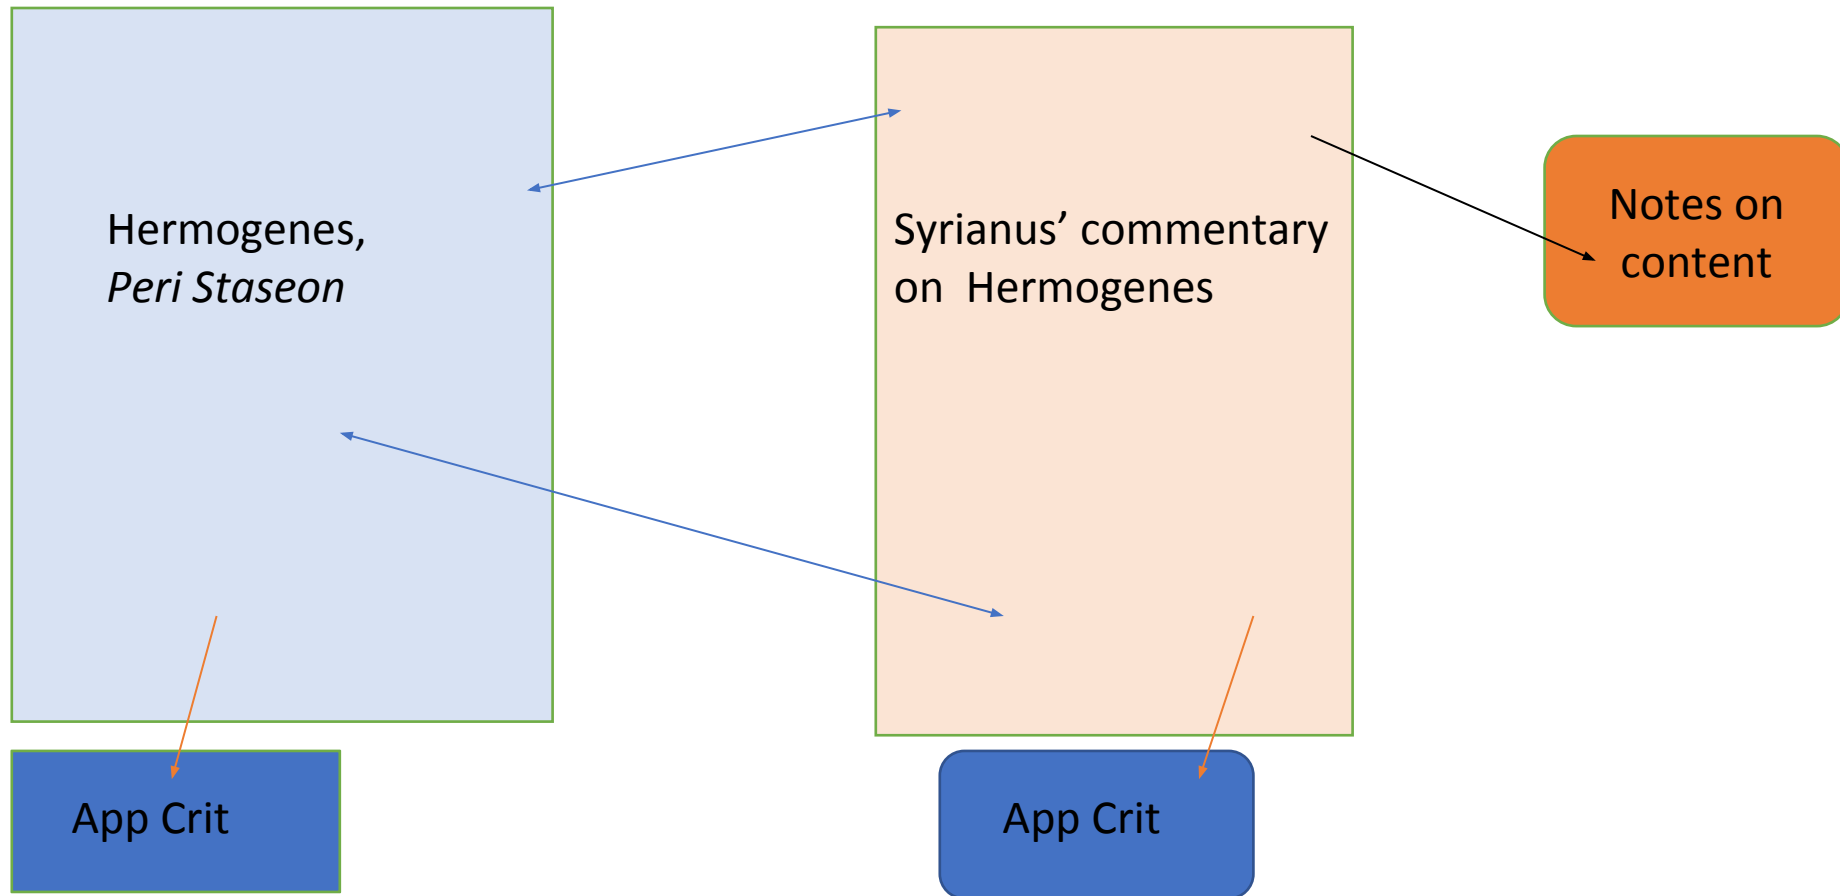 Hermogenes,
Peri Staseon
Syrianus’ commentary
on  Hermogenes
Notes on
content
App Crit
App Crit